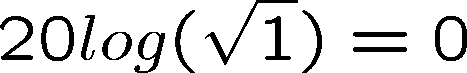 20log(√1) = 0